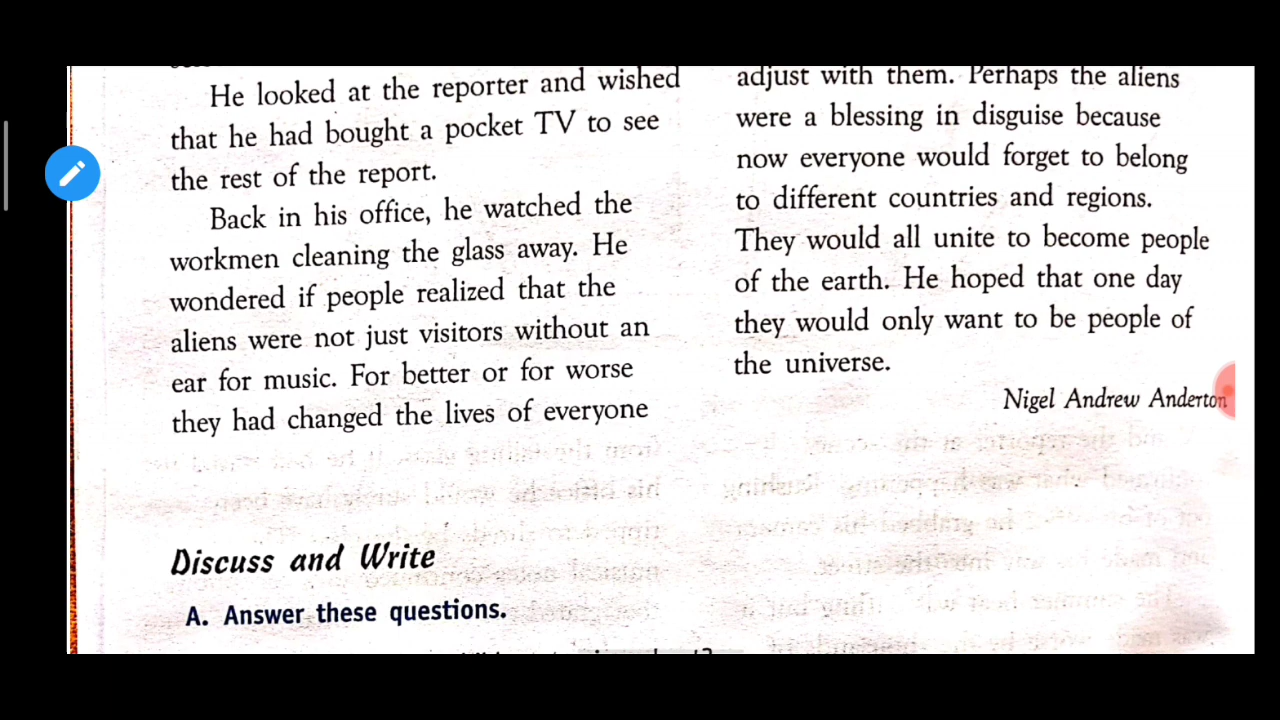 He looked at the reporter and wished
that he had bought a pocket TV to see
the rest of the report.
Back in his office, he watched the
workmen cleaning the glass away. He
wondered if people realized that the
aliens were not just visitors without an
ear for music. For better or for worse
they had changed the lives of everyone
adjust with them. Perhaps the aliens
were a blessing in disguise because
now everyone would forget to belong
to different countries and regions.
They would all unite to become people
of the earth. He hoped that one day
they would only want to be people of
the universe.
Nigel Andrew Anderton
Discuss and Write
A. Answer these questions.